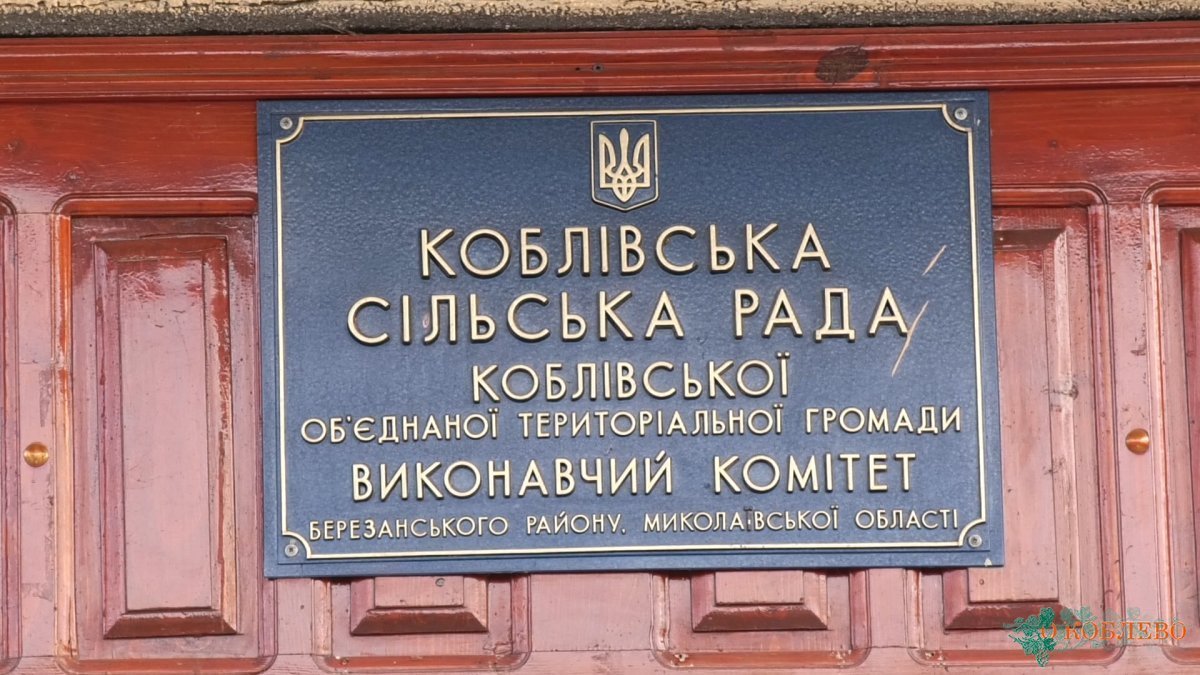 КОБЛІВСЬКА
СІЛЬСЬКА РАДА
КОБЛІВСЬКОЇ
ОБ'ЄДНАНОЇ ТЕРИТОРІАЛЬНОЇ ГРОМАДИ
ВИКОНАВЧИЙ КОМІТЕТ
БЕРЕЗАНСЬКОГО РАЙОНУ, МИКОЛАЇВСЬКОЇ ОБЛАСТІ
О КОБЛЕВО